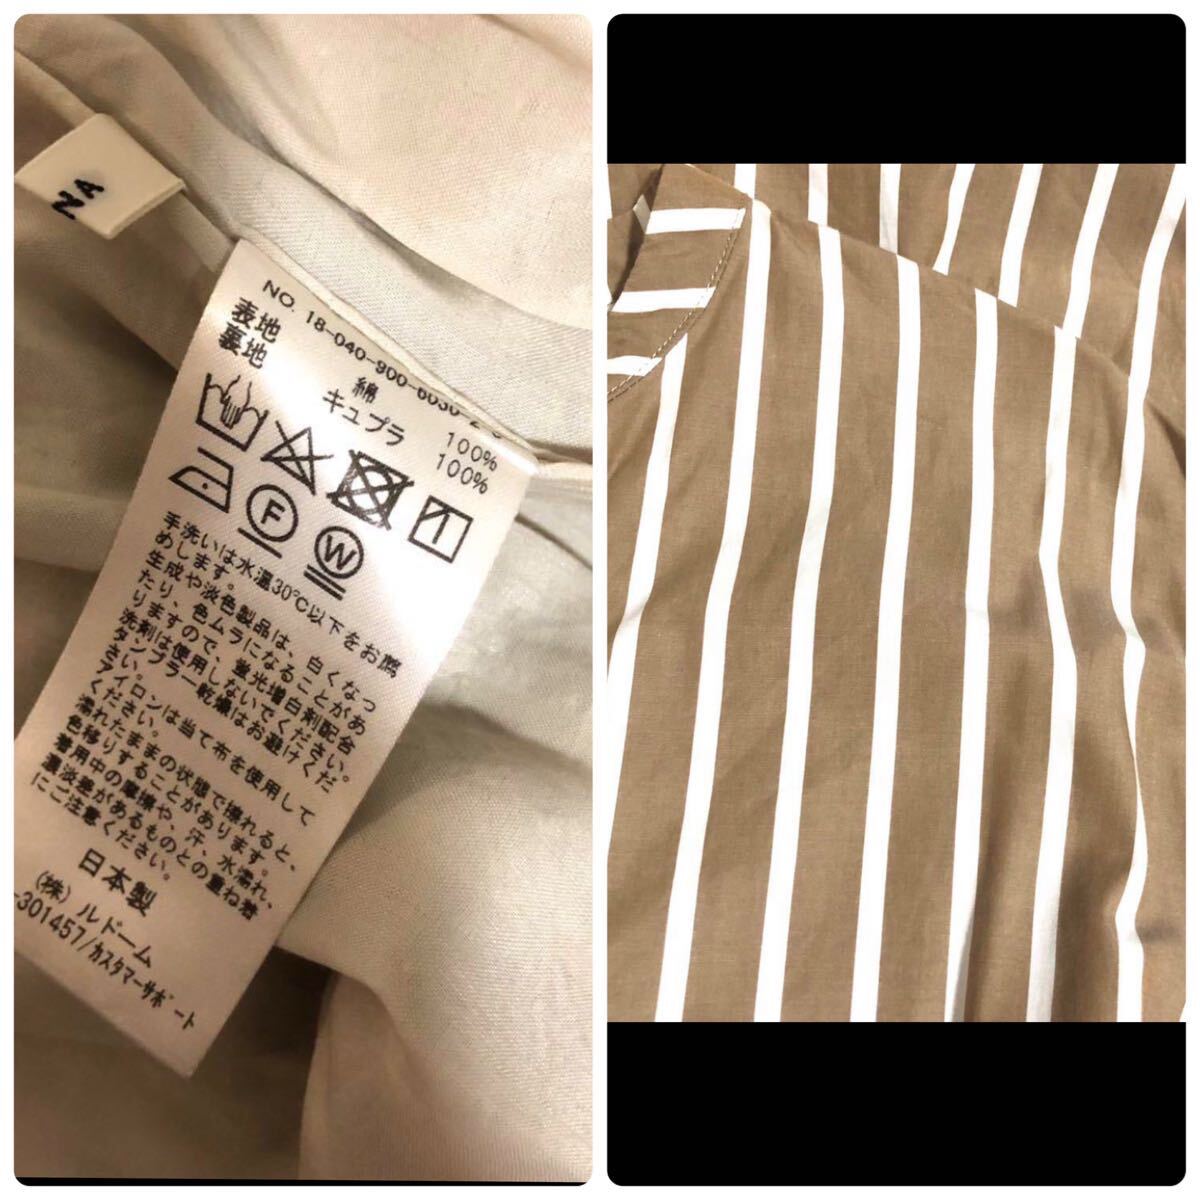 NA
NO. 18-040-900-6030-2-0
表地 綿 100%
裏地 キュプラ 100%
F
W
手洗いは水温30℃以下をお薦
めします。
生成や淡色製品は、白くなっ
たり、色ムラになることがあ
りますので、蛍光増白剤配合
洗剤は使用しないでください。
タンブラー乾燥はお避けくだ
さい。
アイロンは当て布を使用して
ください。
濡れたままの状態で擦れると、
色移りすることがあります。
着用中の摩擦や、汗、水濡れ、
濃淡差があるものとの重ね着
にご注意ください。
日本製
(株)ルドーム
-301457/カスタマーサポート